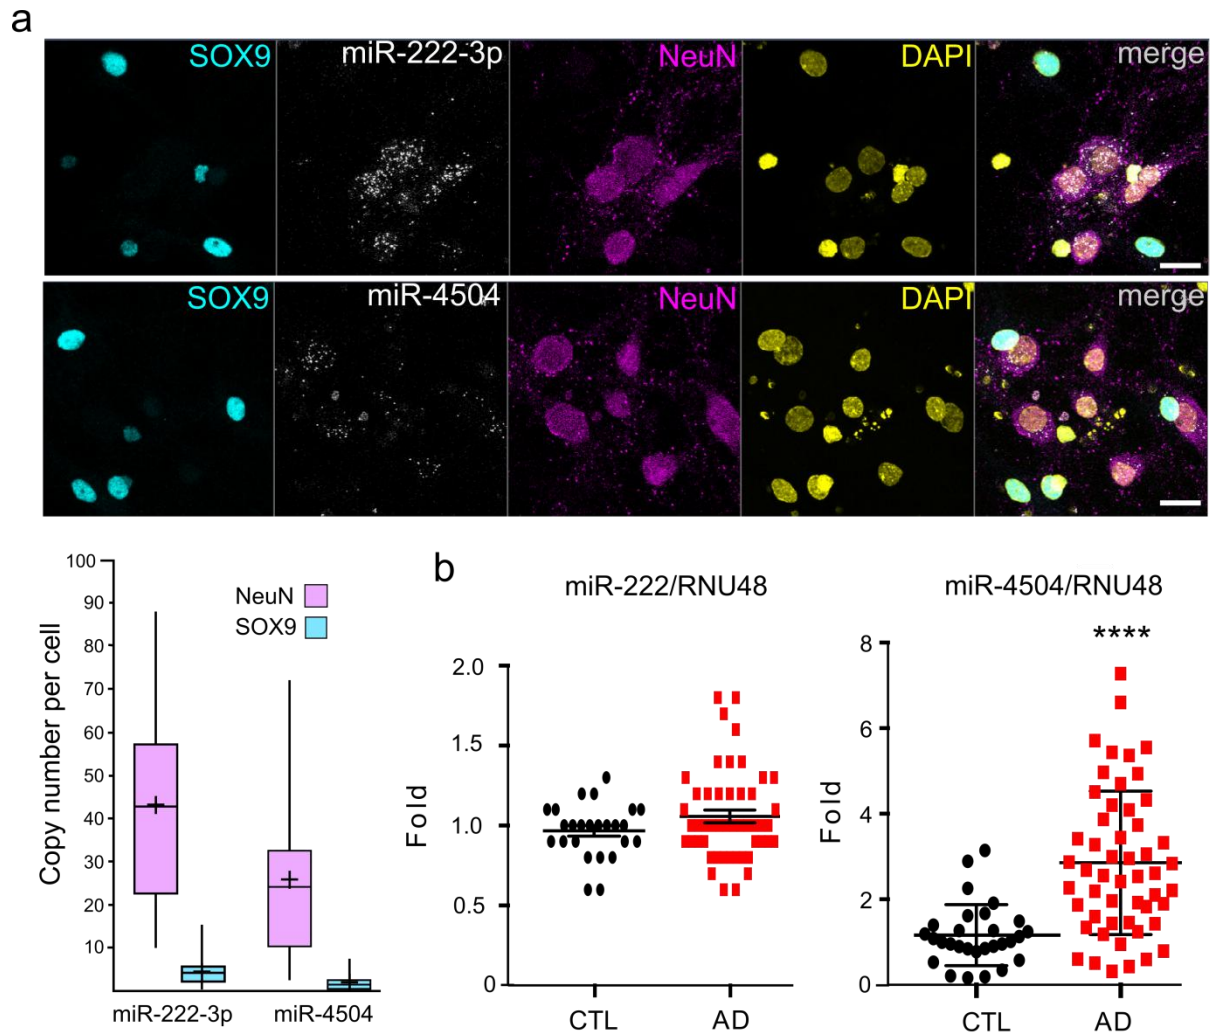 a
SOX9 miR-222-3p NeuN DAPI merge
SOX9 miR-4504 NeuN DAPI merge
Copy number per cell
100
90
80
70
60
50
40
30
20
10
NeuN
SOX9
miR-222-3p miR-4504
b
miR-222/RNU48
Fold
2.0
1.5
1.0
0.5
0
CTL AD
miR-4504/RNU48
****
Fold
8
6
4
2
0
CTL AD